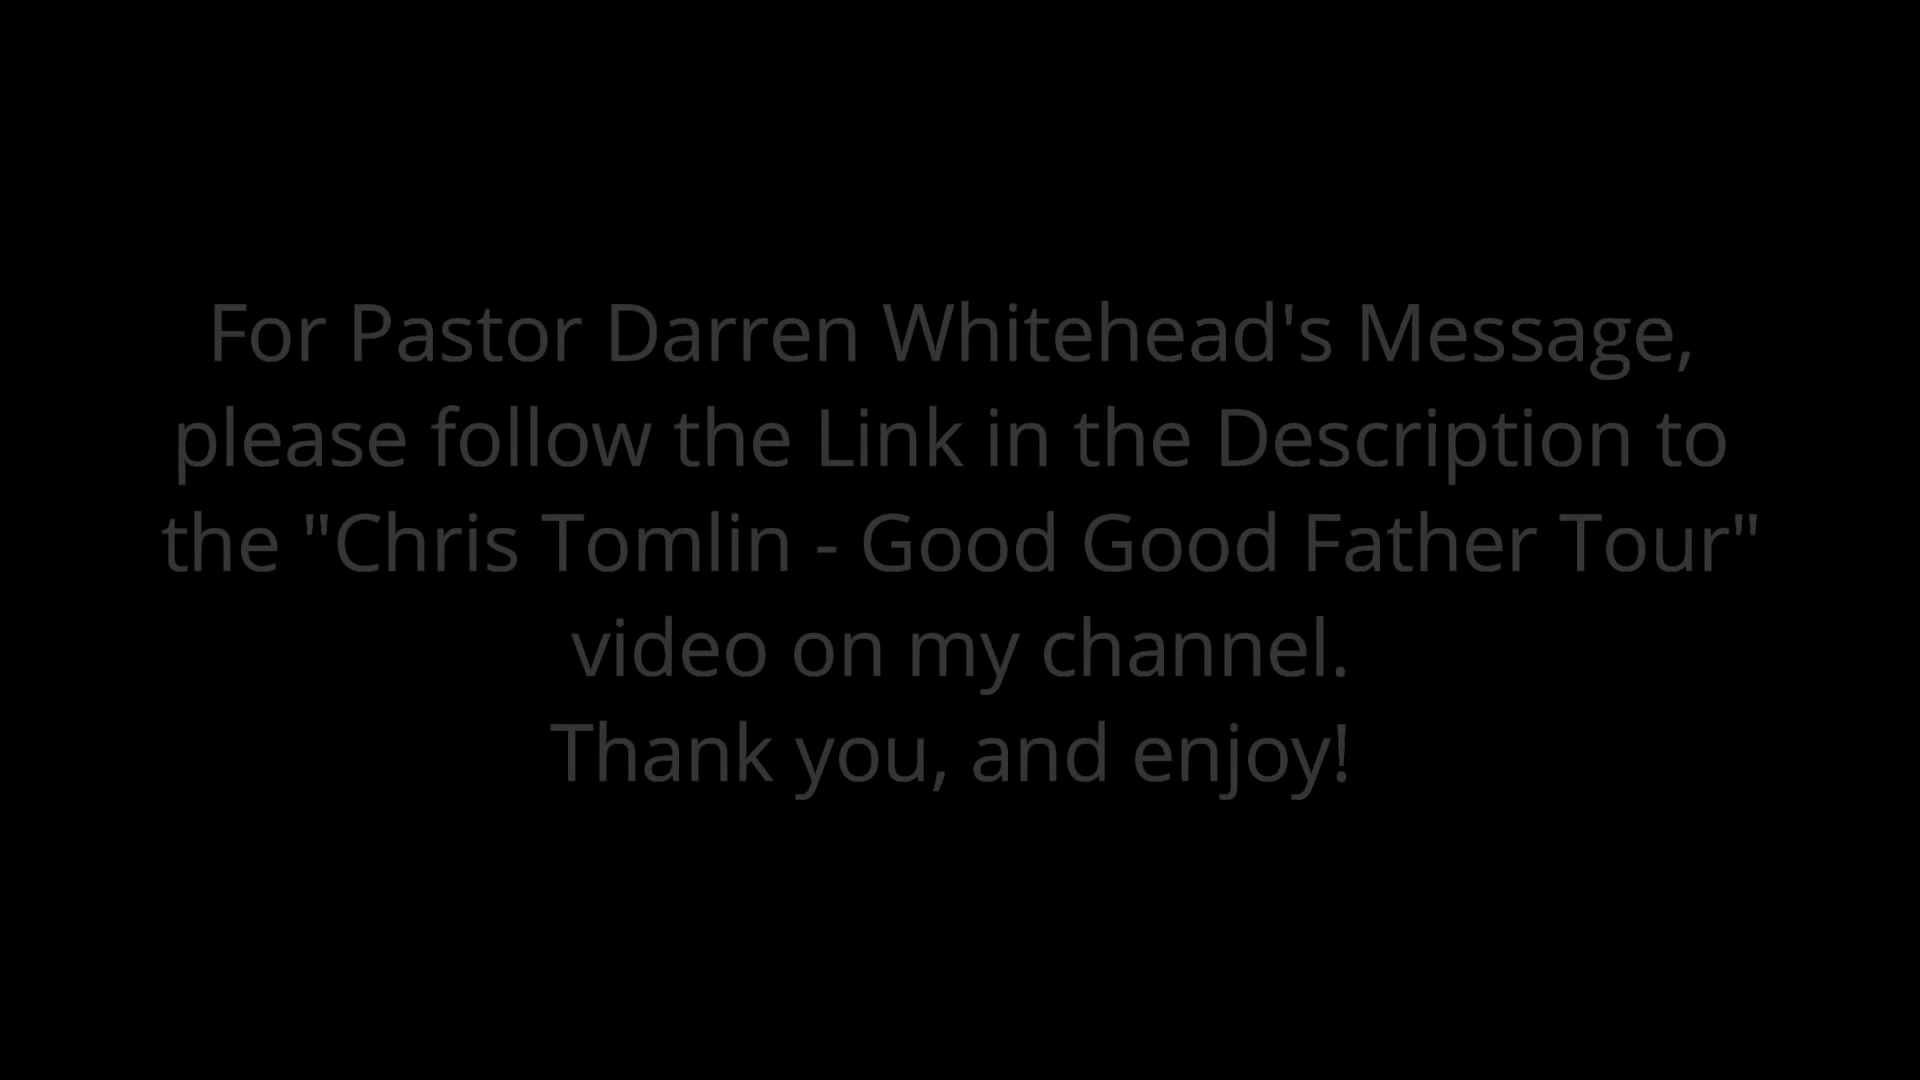 For Pastor Darren Whitehead's Message,
please follow the Link in the Description to
the "Chris Tomlin - Good Good Father Tour"
video on my channel.
Thank you, and enjoy!